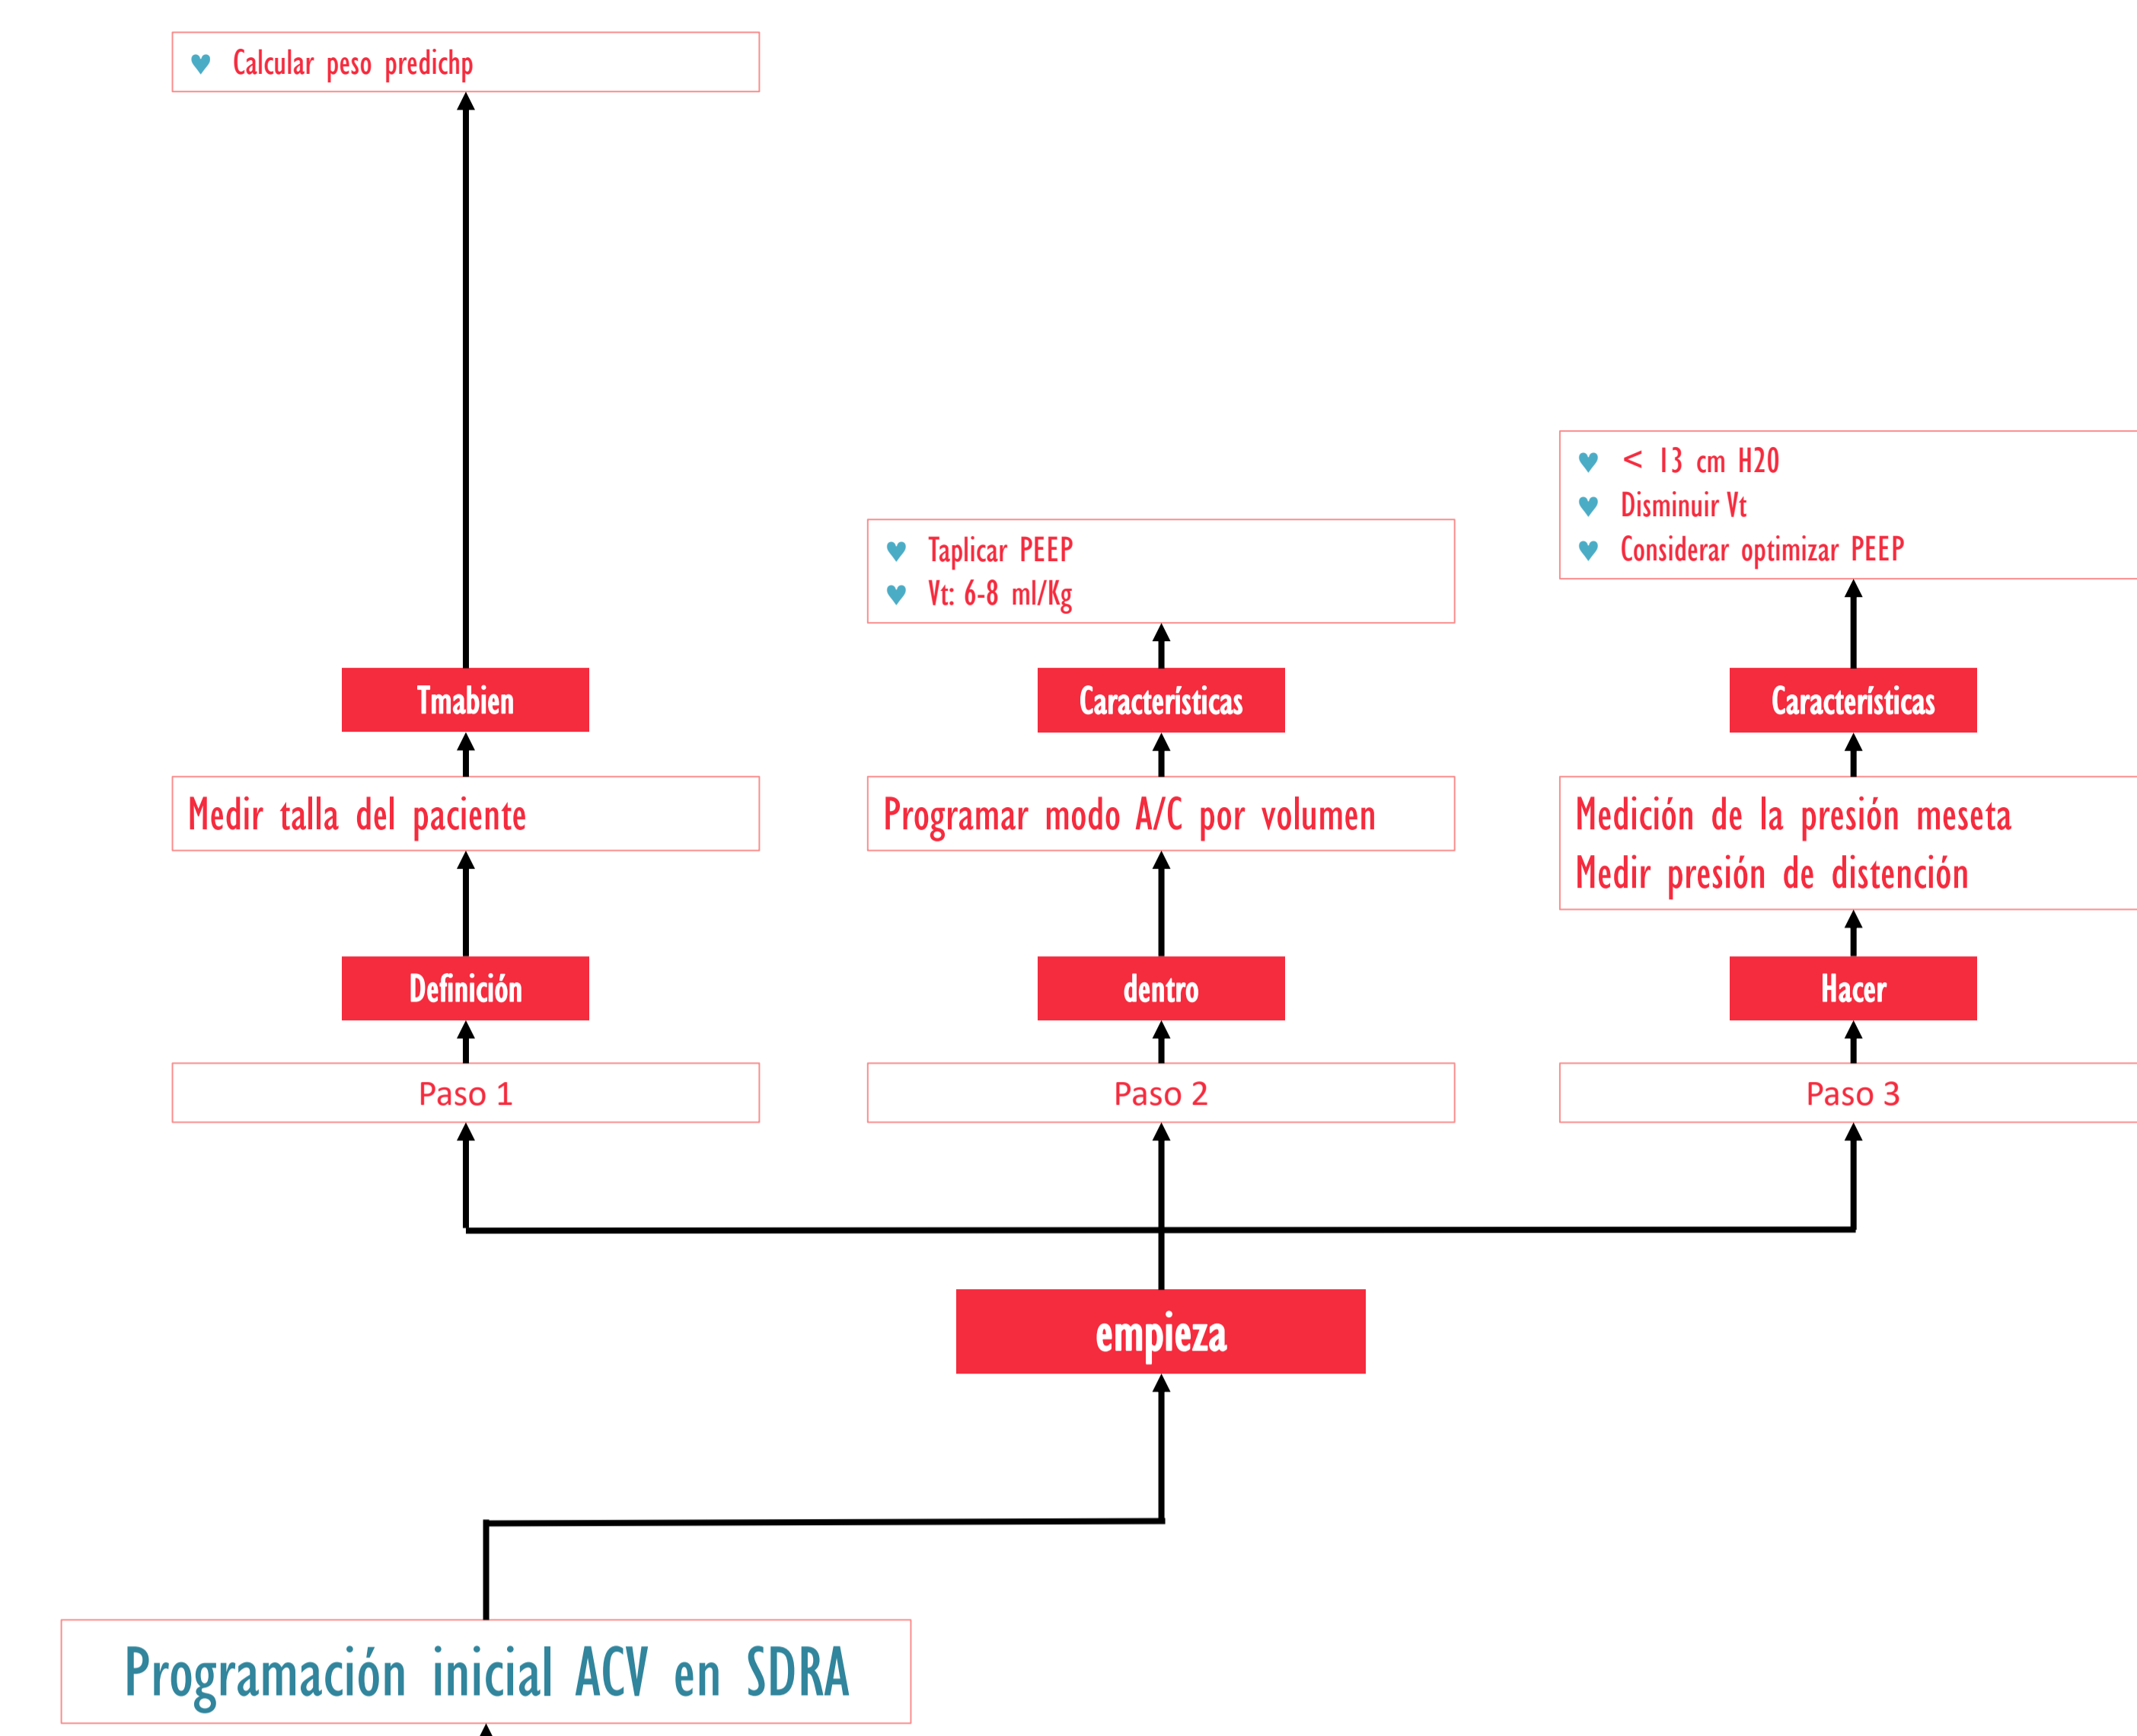 Calcular peso predichp
< 13 cm H20
Disminuir Vt
Considerar optimizar PEEP
Taplicar PEEP
Vt: 6-8 m/Kg
Tmabien
Características
Características
Medir talla del paciente
Programar modo A/C por volumen
Medición de la presión meseta
Medir presión de distención
Definición
dentro
Hacer
Paso 1
Paso 2
Paso 3
empieza
Programación inicial ACV en SDRA